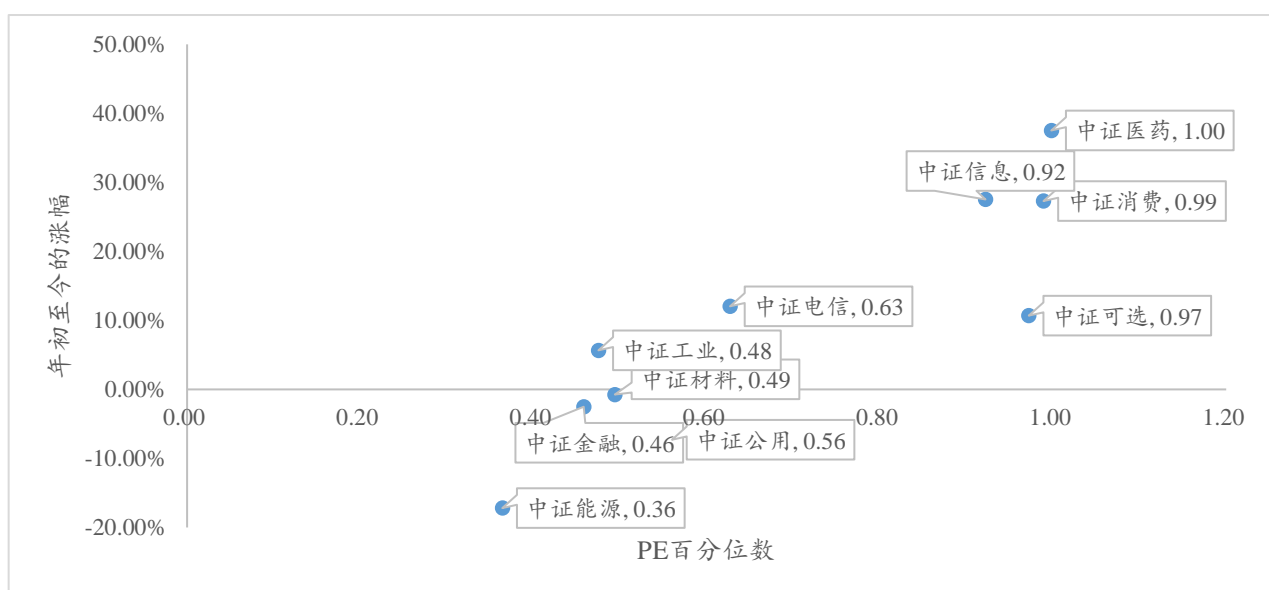 50.00%
40.00%
30.00%
20.00%
10.00%
0.00%
-10.00%
-20.00%
年初至今的涨幅
中证医药, 1.00
中证信息, 0.92
中证消费, 0.99
中证电信, 0.63
中证可选, 0.97
中证工业, 0.48
中证材料, 0.49
中证金融, 0.46
中证公用, 0.56
中证能源, 0.36
0.00 0.20 0.40 0.60 0.80 1.00 1.20
PE百分位数